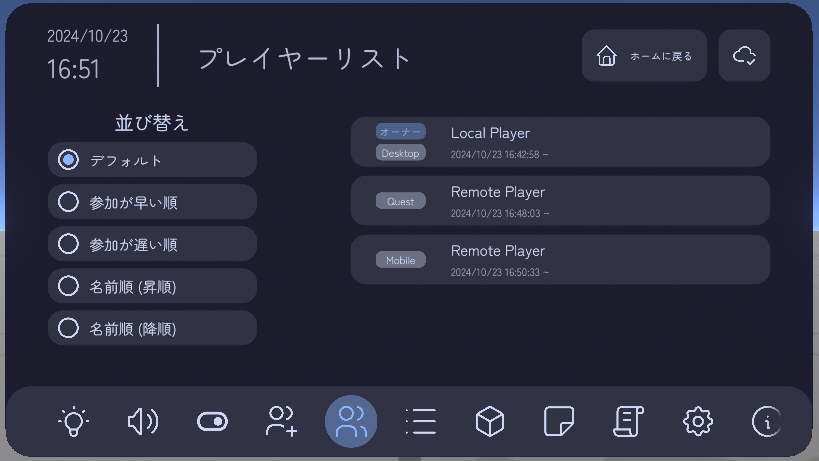 2024/10/23
16:51
プレイヤーリスト
ホームに戻る
並び替え
デフォルト
参加が早い順
参加が遅い順
名前順 (昇順)
名前順 (降順)
オーナー
Desktop
Local Player
2024/10/23 16:42:58 ~
Quest
Remote Player
2024/10/23 16:48:03 ~
Mobile
Remote Player
2024/10/23 16:50:33 ~